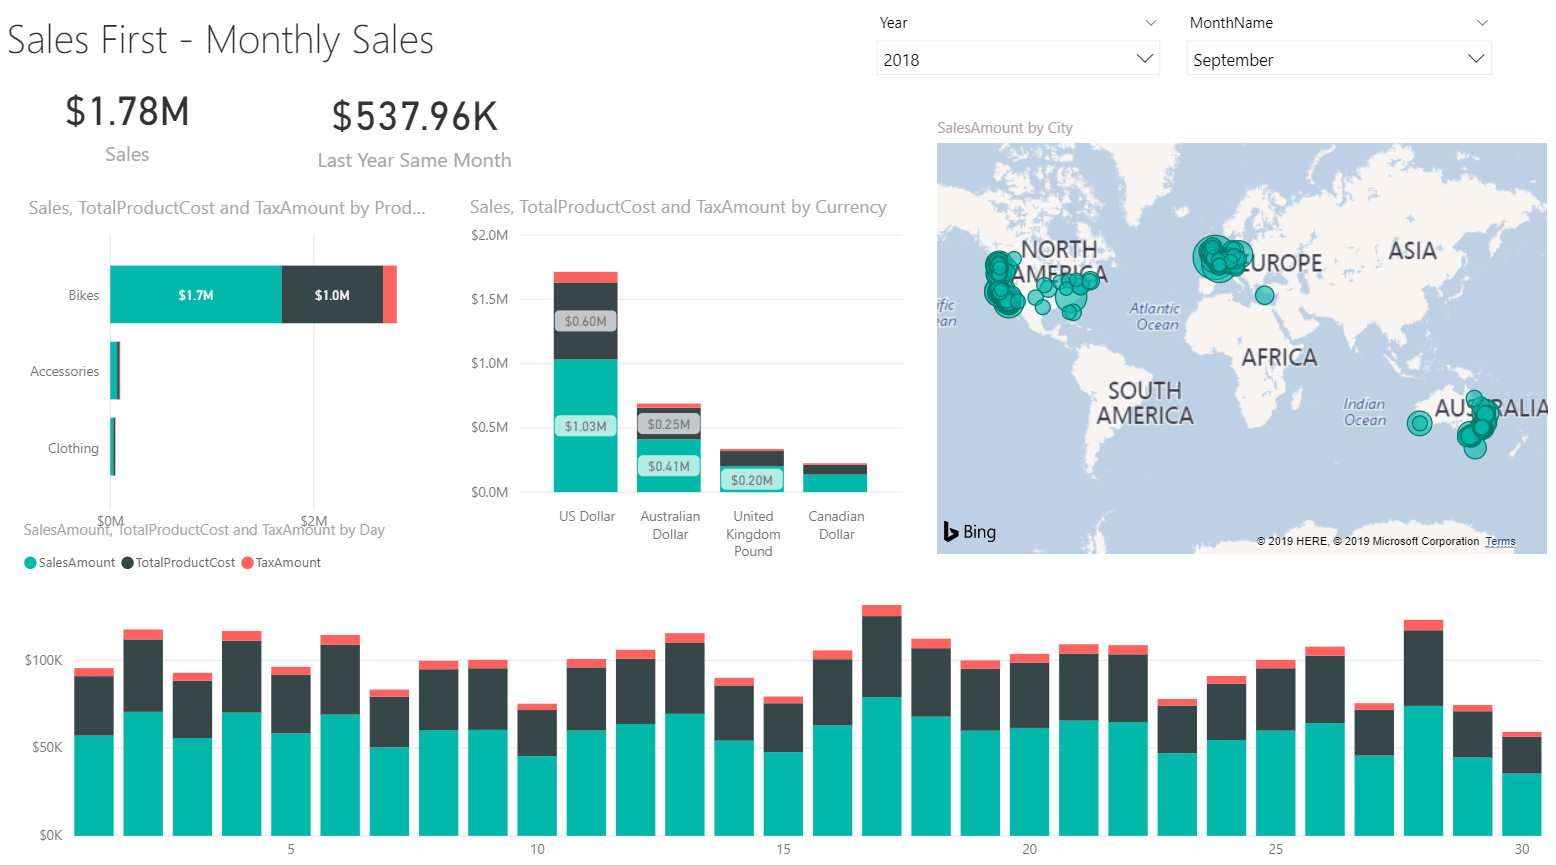 Sales First - Monthly Sales
Year
2018
MonthName
September
$1.78M
Sales
$537.96K
Last Year Same Month
Sales, TotalProductCost and TaxAmount by Prod...
Bikes
Accessories
Clothing
$1.7M
$1.0M
$0M
$2M
Sales, TotalProductCost and TaxAmount by Currency
$2.0M
$1.5M
$1.0M
$0.5M
$0.0M
$0.60M
$1.03M
$0.25M
$0.41M
$0.20M
US Dollar
Australian
Dollar
United
Kingdom
Pound
Canadian
Dollar
SalesAmount by City
NORTH
AMERICA
EUROPE
ASIA
Atlantic
Ocean
AFRICA
SOUTH
AMERICA
Indian
Ocean
AUSTRALIA
ific
an
Bing
© 2019 HERE, © 2019 Microsoft Corporation Terms
SalesAmount, TotalProductCost and TaxAmount by Day
SalesAmount TotalProductCost TaxAmount
$100K
$50K
$0K
5 10 15 20 25 30